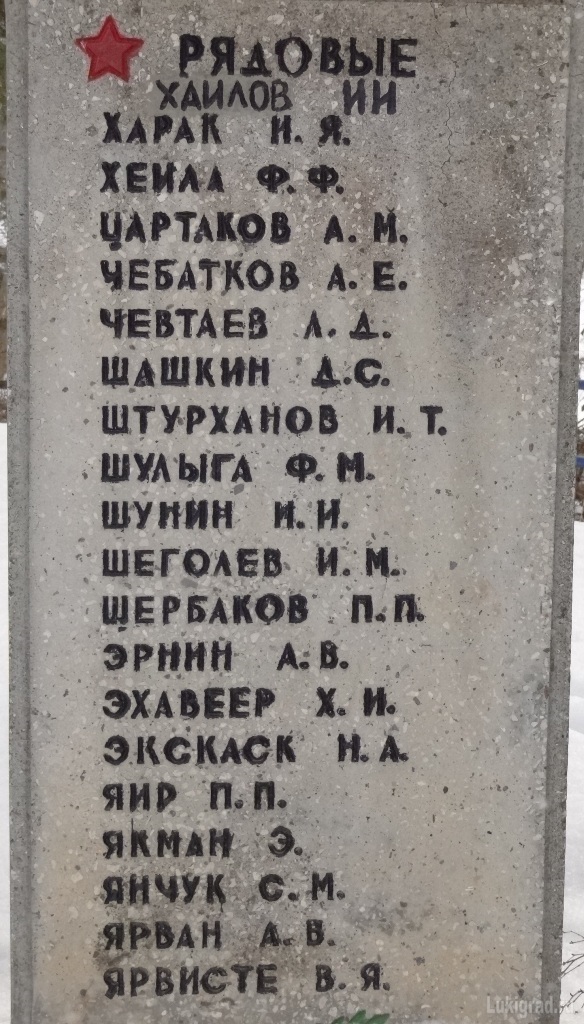 РЯДОВЫЕ
ХАИЛОВ ИИ
ХАРАК И. Я.
ХЕИЛА Ф. Ф.
ЦАРТАКОВ А. М.
ЧЕБАТКОВ А. Е.
ЧЕВТАЕВ Л. Д.
ШАШКИН Д.С.
ШТУРХАНОВ И. Т.
ШУЛЫГА Ф. М.
ШУНИН Н. И.
ШЕГОЛЕВ И. М.
ЩЕРБАКОВ П. П.
ЭРНИН А. В.
ЭХАВЕЕР Х. И.
ЭКСКАСК Н. А.
ЯИР П. П.
ЯКМАН Э.
ЯНЧУК С. М.
ЯРВАН А. В.
ЯРВИСТЕ В. Я.